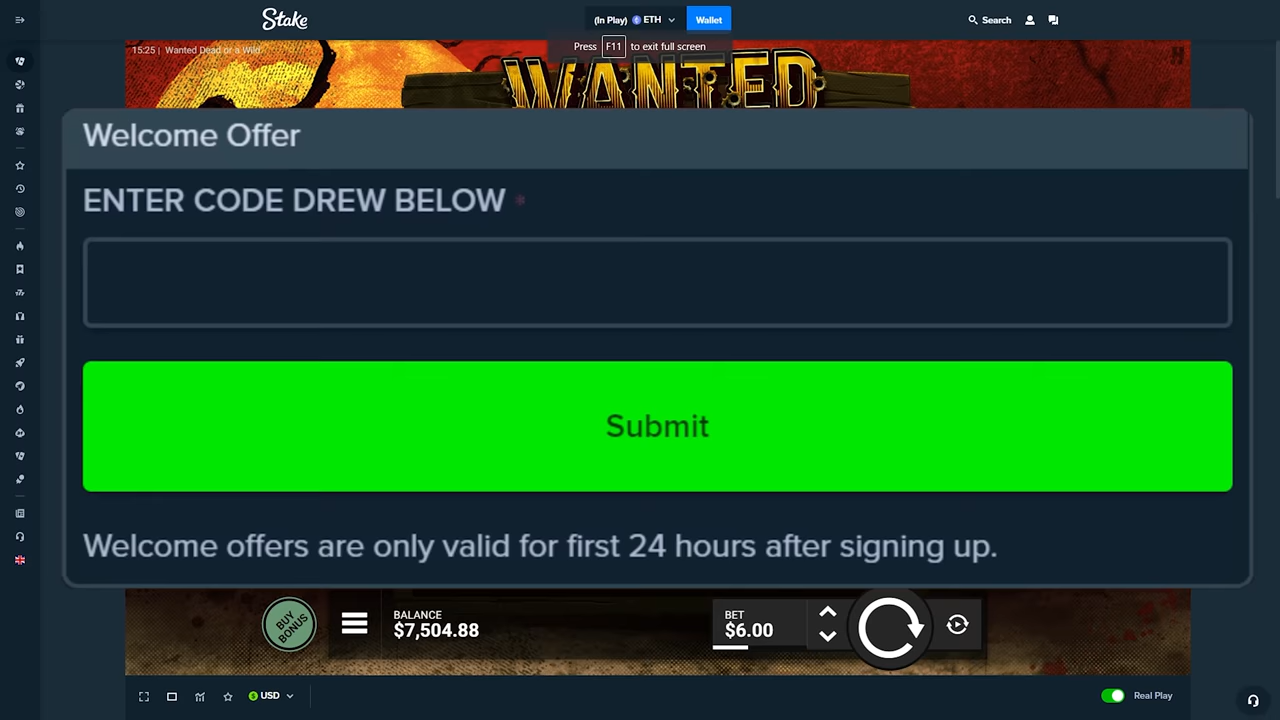 Stake
(In Play) ETH
Wallet
Search
Press F11 to exit full screen
15:25 | Wanted Dead or a Wild
WANTED
Welcome Offer
ENTER CODE DREW BELOW *
Submit
Welcome offers are only valid for first 24 hours after signing up.
BUY
BONUS
BALANCE
$7,504.88
BET
$6.00
USD
Real Play